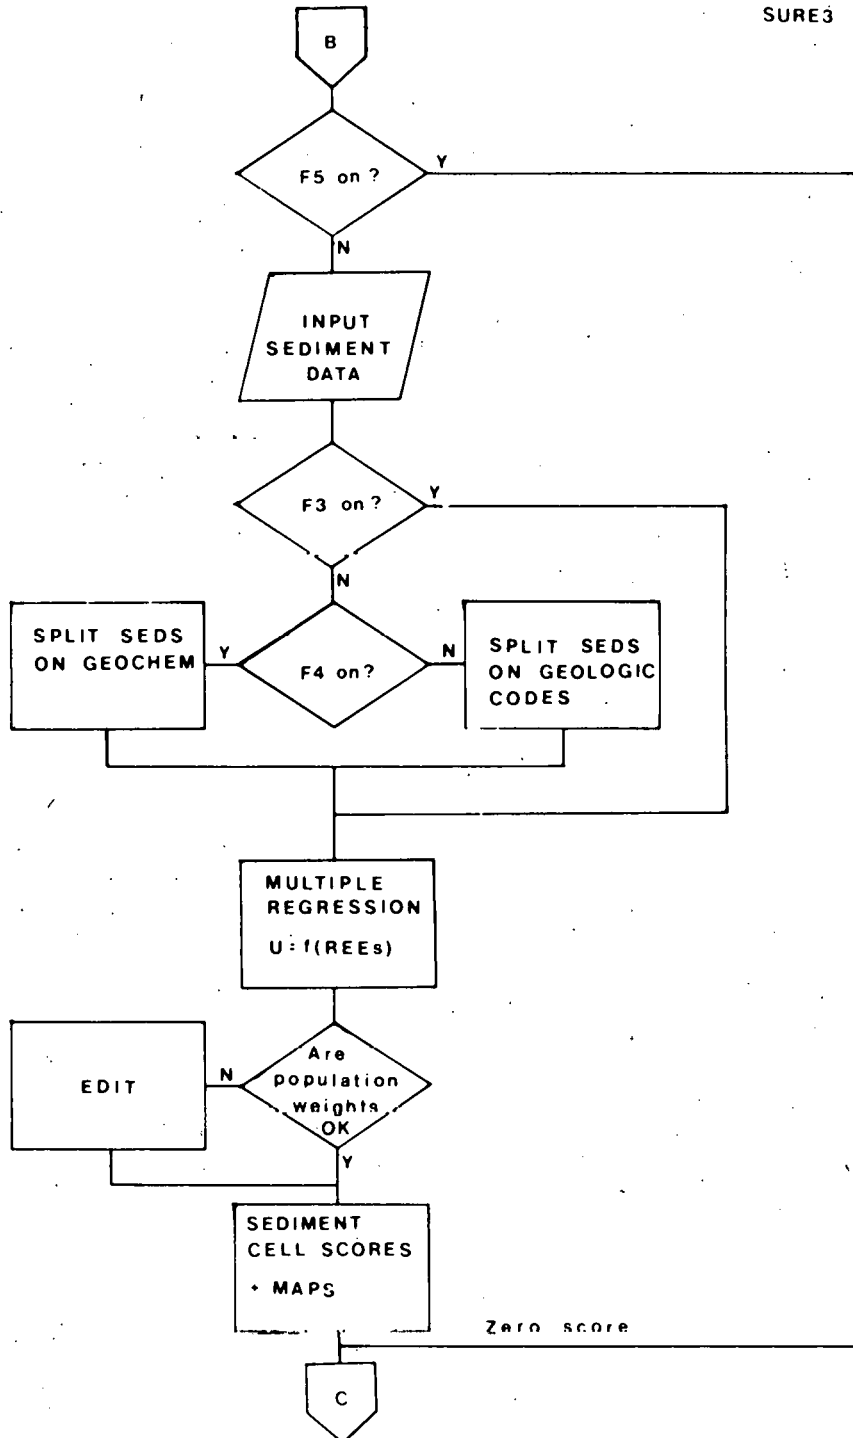 SURE3
B
F5 on?
Y
N
INPUT
SEDIMENT
DATA
F3 on?
Y
N
SPLIT SEDS
ON GEOCHEM
Y
F4 on?
N
SPLIT SEDS
ON GEOLOGIC
CODES
MULTIPLE
REGRESSION
U = f(REEs)
EDIT
N
Are
population
weights
OK
Y
SEDIMENT
CELL SCORES
+ MAPS
Zero score
C